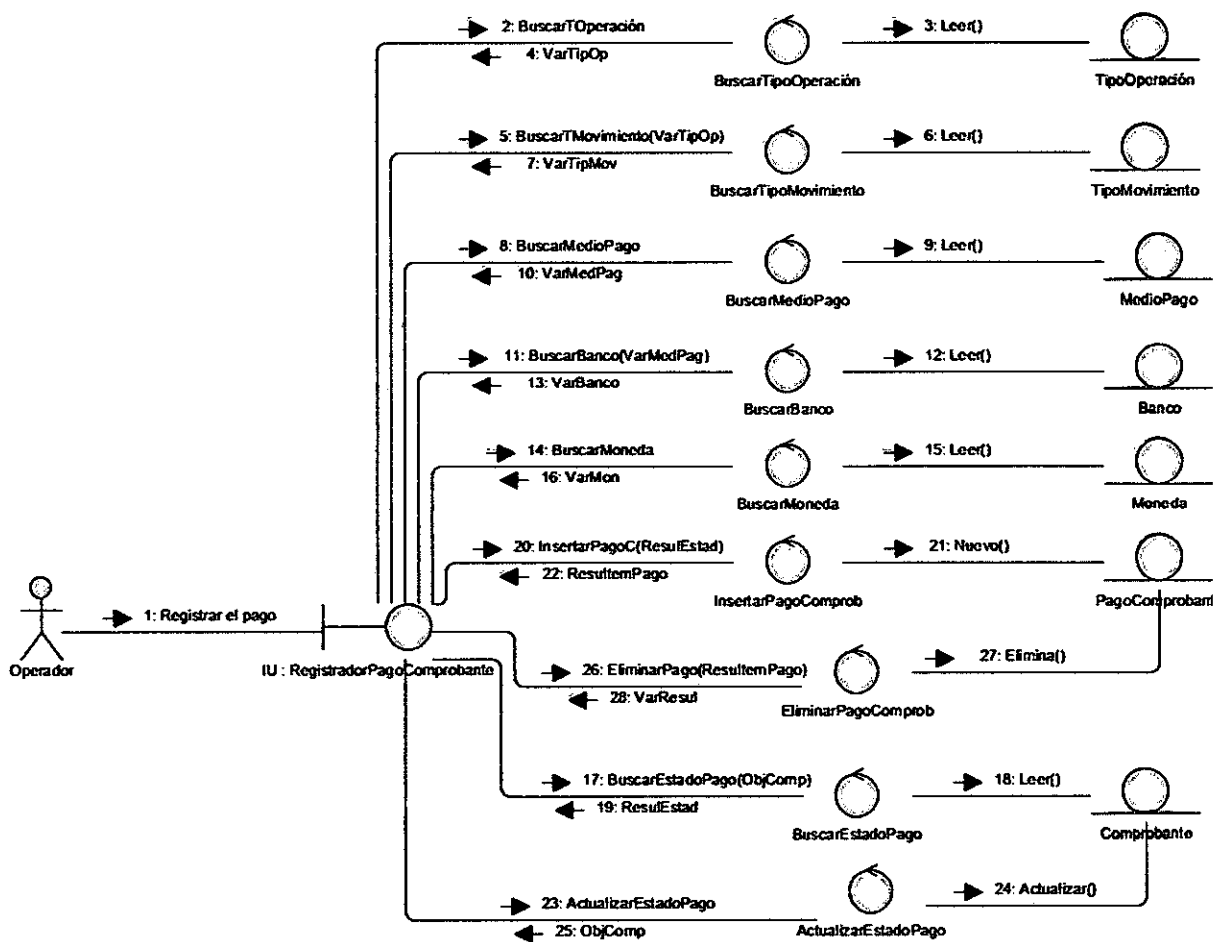 2: BuscarTOperación
3: Leer()
4: VarTipOp
BuscarTipoOperación
TipoOperación
5: BuscarTMovimiento(VarTipOp)
6: Leer()
7: VarTipMov
BuscarTipoMovimiento
TipoMovimiento
8: BuscarMedioPago
9: Leer()
10: VarMedPag
BuscarMedioPago
MedioPago
11: BuscarBanco(VarMedPag)
12: Leer()
13: VarBanco
BuscarBanco
Banco
14: BuscarMoneda
15: Leer()
16: VarMon
BuscarMoneda
Moneda
20: InsertarPagoC(ResulEstad)
21: Nuevo()
22: ResultemPago
InsertarPagoComprob
PagoComprobant
1: Registrar el pago
Operador
IU : RegistradorPagoComprobante
26: EliminarPago(ResultemPago)
27: Elimina()
28: VarResul
EliminarPagoComprob
17: BuscarEstadoPago(ObjComp)
18: Leer()
19: ResulEstad
BuscarEstadoPago
Comprobante
23: ActualizarEstadoPago
24: Actualizar()
25: ObjComp
ActualizarEstadoPago